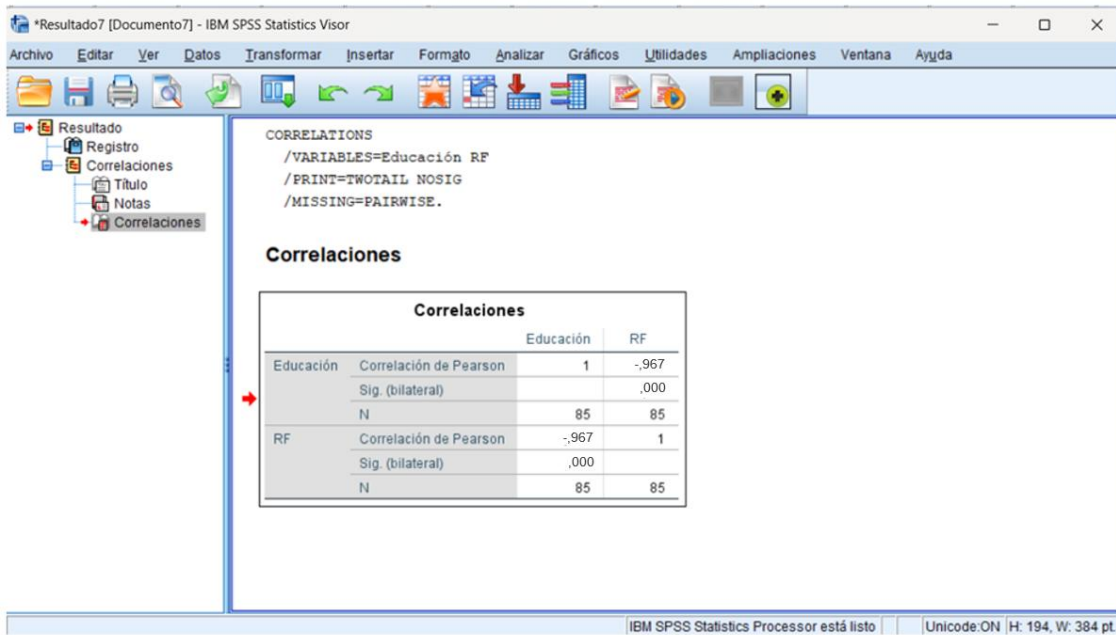 *Resultado7 [Documento7] - IBM SPSS Statistics Visor
Archivo Editar Ver Datos Transformar Insertar Formato Analizar Gráficos Utilidades Ampliaciones Ventana Ayuda
Resultado
Registro
Correlaciones
Título
Notas
Correlaciones
CORRELATIONS
/VARIABLES=Educación RF
/PRINT=TWOTAIL NOSIG
/MISSING=PAIRWISE.
Correlaciones
Correlaciones
Educación RF
Educación Correlación de Pearson 1 -,967
Sig. (bilateral) ,000
N 85 85
RF Correlación de Pearson -,967 1
Sig. (bilateral) ,000
N 85 85
IBM SPSS Statistics Processor está listo Unicode:ON H: 194, W: 384 pt.